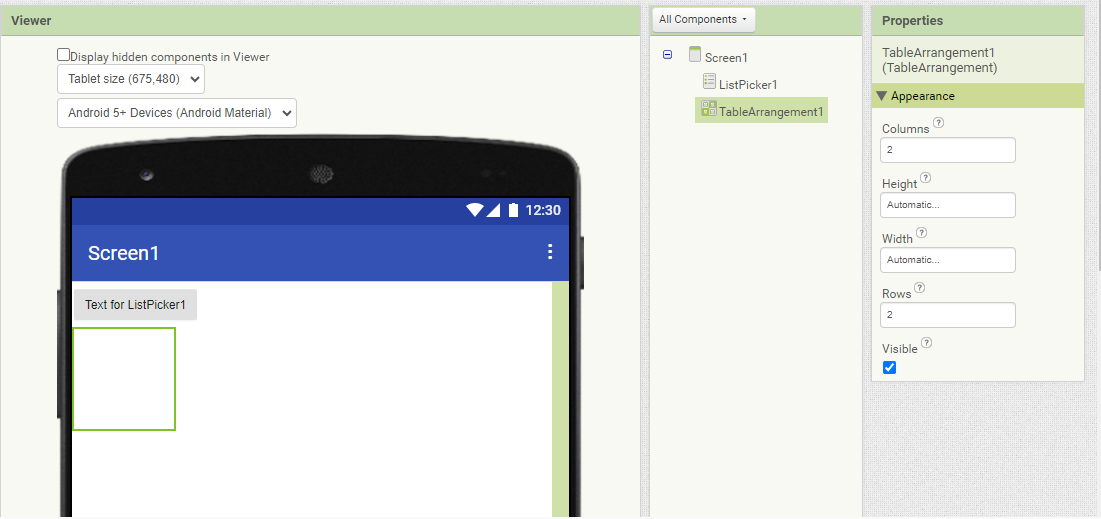 Viewer
Display hidden components in Viewer
Tablet size (675,480)
Android 5+ Devices (Android Material)
12:30
Screen1
Text for ListPicker1
All Components
Screen1
ListPicker1
TableArrangement1
Properties
TableArrangement1
(TableArrangement)
Appearance
Columns ?
2
Height ?
Automatic...
Width ?
Automatic...
Rows ?
2
Visible ?